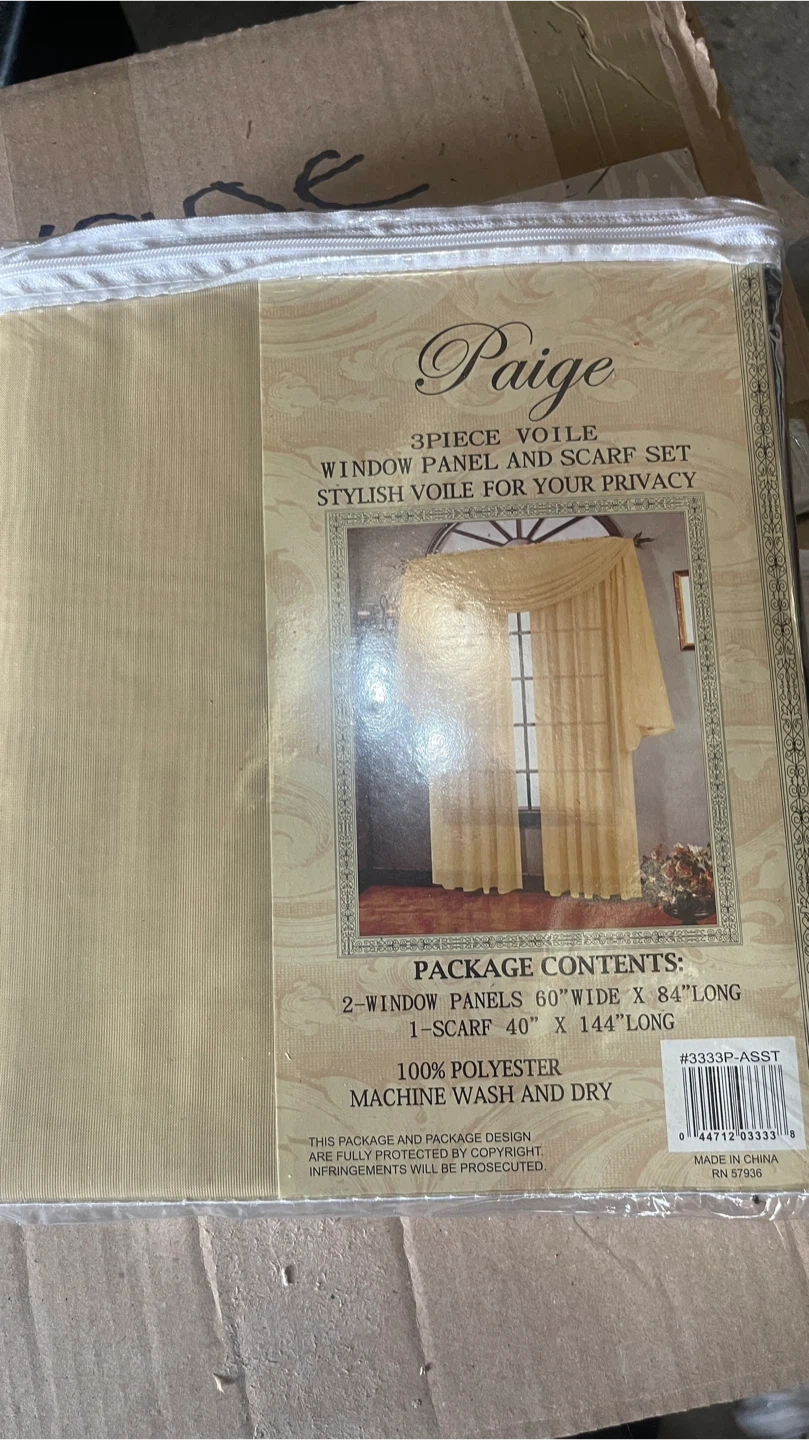 Paige
3PIECE VOILE
WINDOW PANEL AND SCARF SET
STYLISH VOILE FOR YOUR PRIVACY
PACKAGE CONTENTS:
2-WINDOW PANELS 60"WIDE X 84"LONG
1-SCARF 40" X 144"LONG
100% POLYESTER
MACHINE WASH AND DRY
THIS PACKAGE AND PACKAGE DESIGN
ARE FULLY PROTECTED BY COPYRIGHT.
INFRINGEMENTS WILL BE PROSECUTED.
#3333P-ASST
0 44712 03333 8
MADE IN CHINA
RN 57936